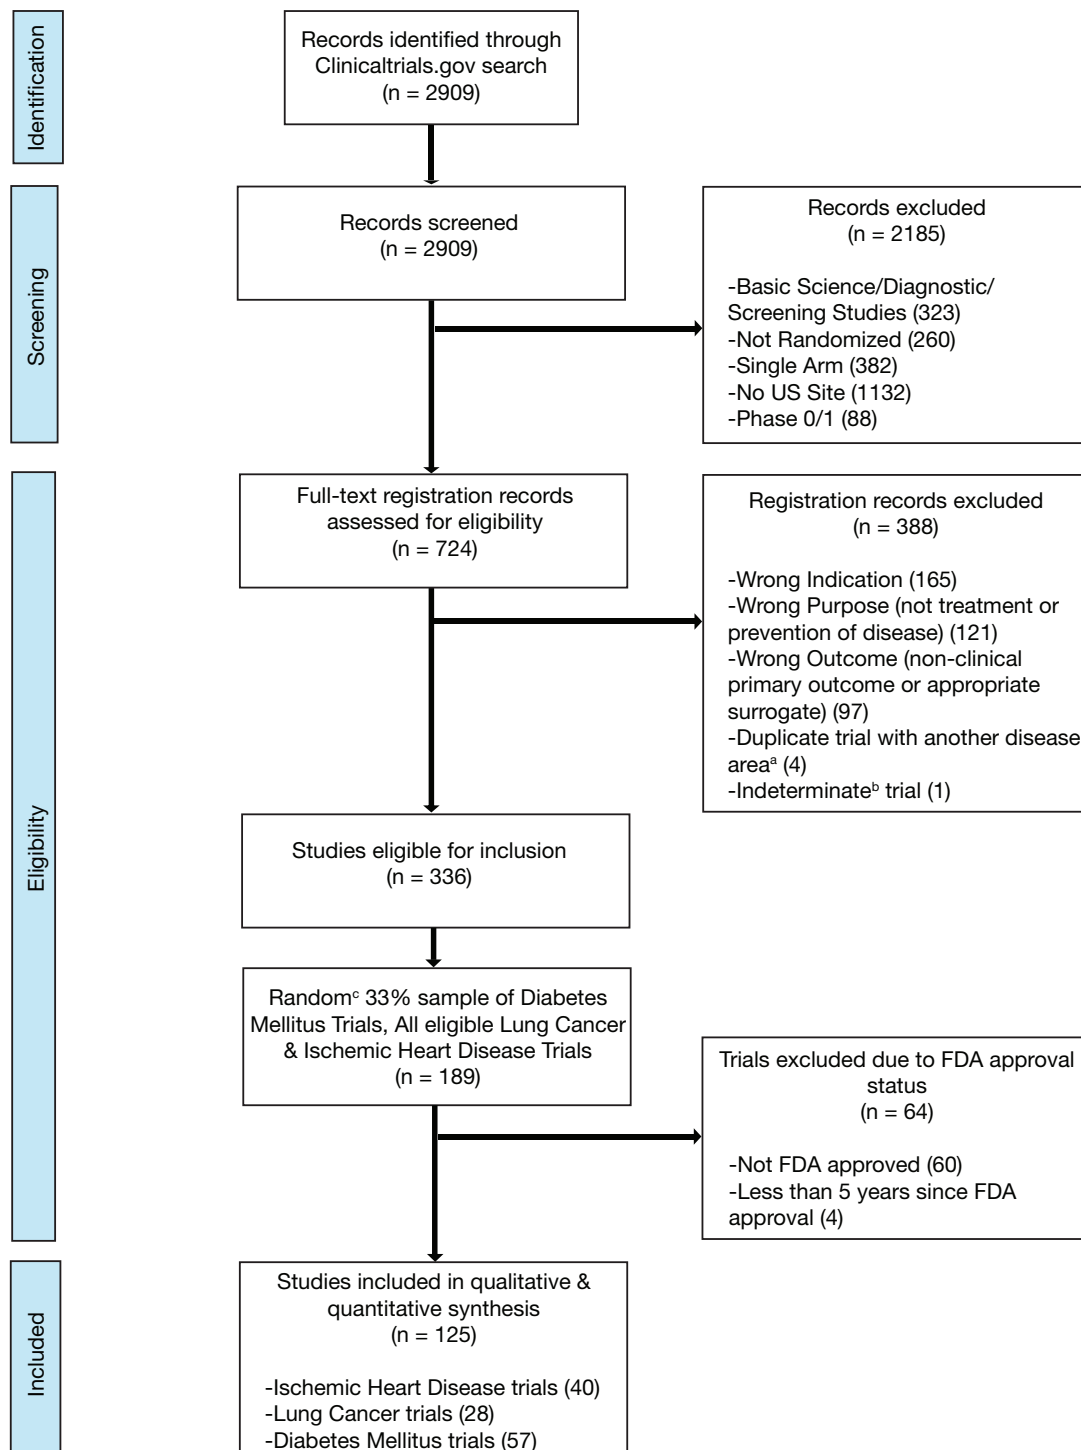 Identification
Records identified through
Clinicaltrials.gov search
(n = 2909)
Screening
Records screened
(n = 2909)
Records excluded
(n = 2185)
-Basic Science/Diagnostic/
Screening Studies (323)
-Not Randomized (260)
-Single Arm (382)
-No US Site (1132)
-Phase 0/1 (88)
Eligibility
Full-text registration records
assessed for eligibility
(n = 724)
Registration records excluded
(n = 388)
-Wrong Indication (165)
-Wrong Purpose (not treatment or
prevention of disease) (121)
-Wrong Outcome (non-clinical
primary outcome or appropriate
surrogate) (97)
-Duplicate trial with another disease
areaᵃ (4)
-Indeterminateᵇ trial (1)
Studies eligible for inclusion
(n = 336)
Randomᶜ 33% sample of Diabetes
Mellitus Trials, All eligible Lung Cancer
& Ischemic Heart Disease Trials
(n = 189)
Trials excluded due to FDA approval
status
(n = 64)
-Not FDA approved (60)
-Less than 5 years since FDA
approval (4)
Included
Studies included in qualitative &
quantitative synthesis
(n = 125)
-Ischemic Heart Disease trials (40)
-Lung Cancer trials (28)
-Diabetes Mellitus trials (57)